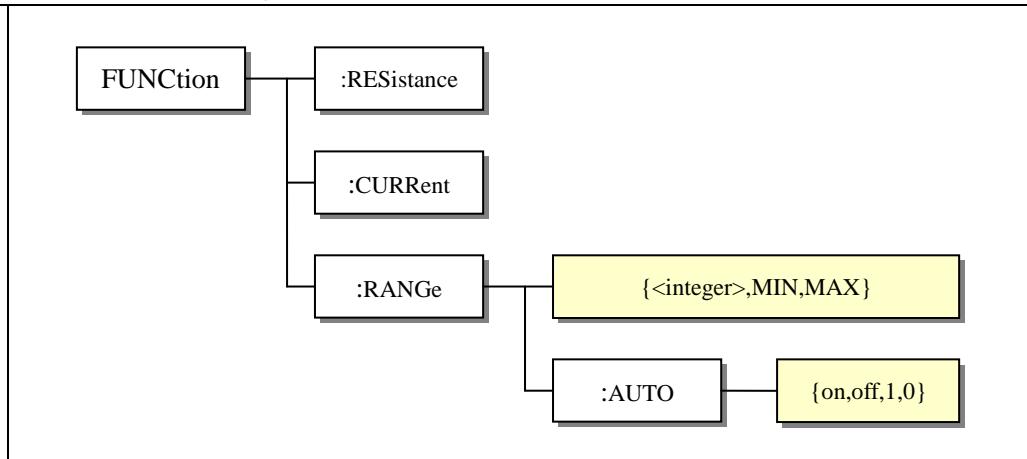 FUNCtion
:RESistance
:CURRent
:RANGe
{<integer>,MIN,MAX}
:AUTO
{on,off,1,0}